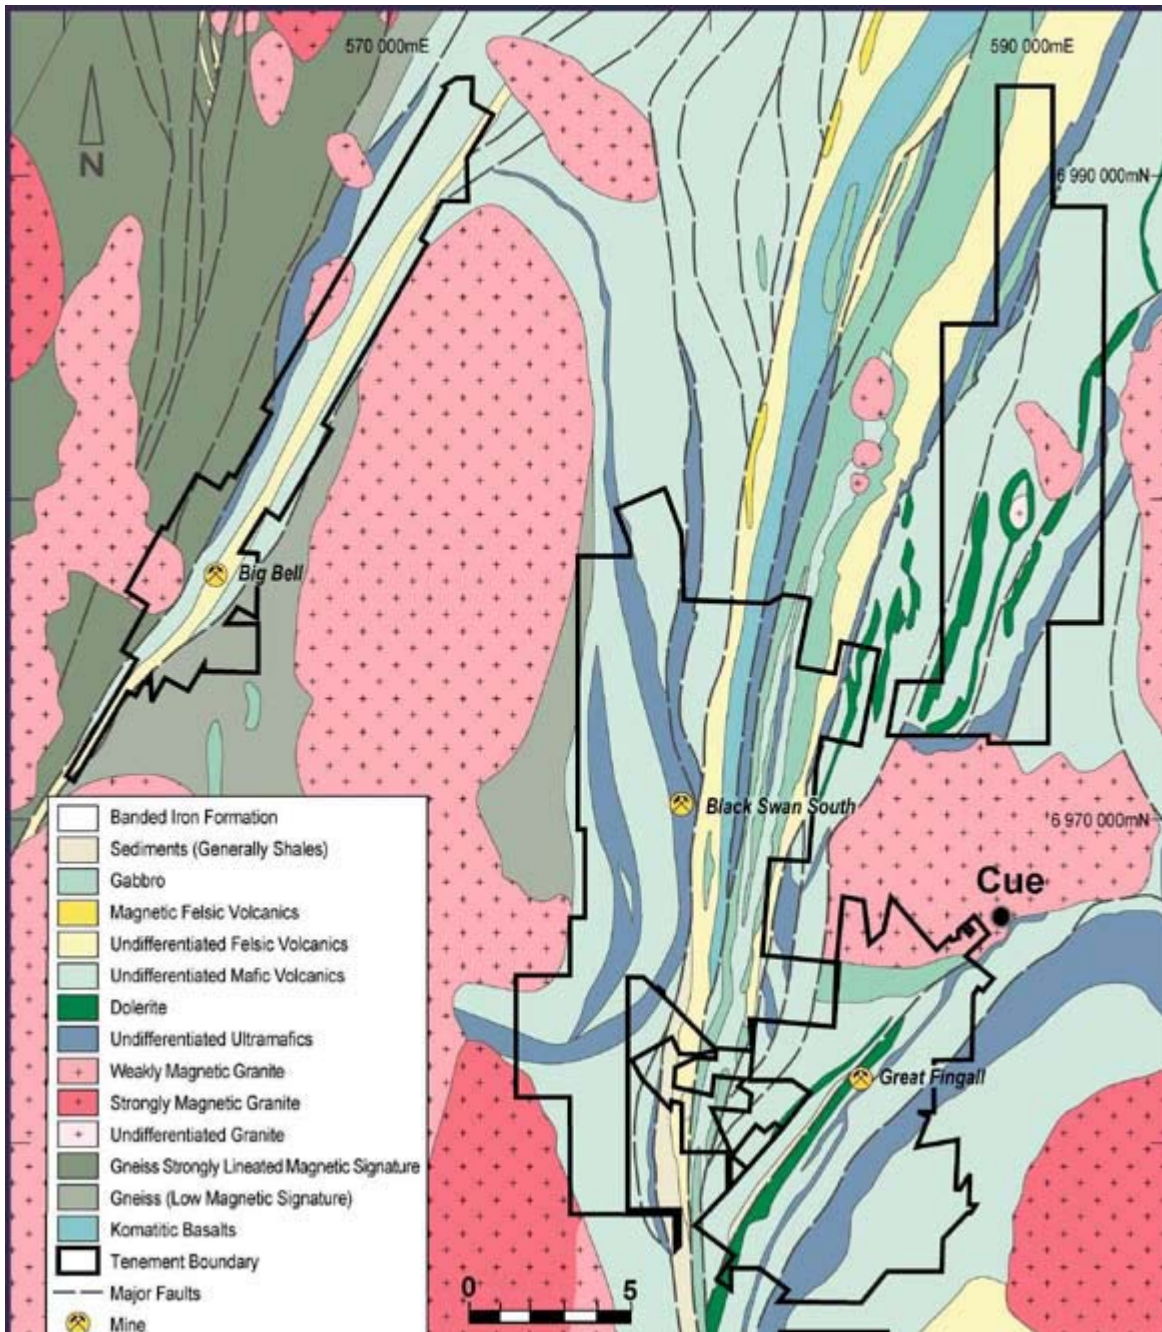 570 000mE
590 000mE
N
6 990 000mN
Big Bell
Black Swan South
6 970 000mN
Cue
Great Fingall
Banded Iron Formation
Sediments (Generally Shales)
Gabbro
Magnetic Felsic Volcanics
Undifferentiated Felsic Volcanics
Undifferentiated Mafic Volcanics
Dolerite
Undifferentiated Ultramafics
Weakly Magnetic Granite
Strongly Magnetic Granite
Undifferentiated Granite
Gneiss Strongly Lineated Magnetic Signature
Gneiss (Low Magnetic Signature)
Komatitic Basalts
Tenement Boundary
Major Faults
Mine
0 5